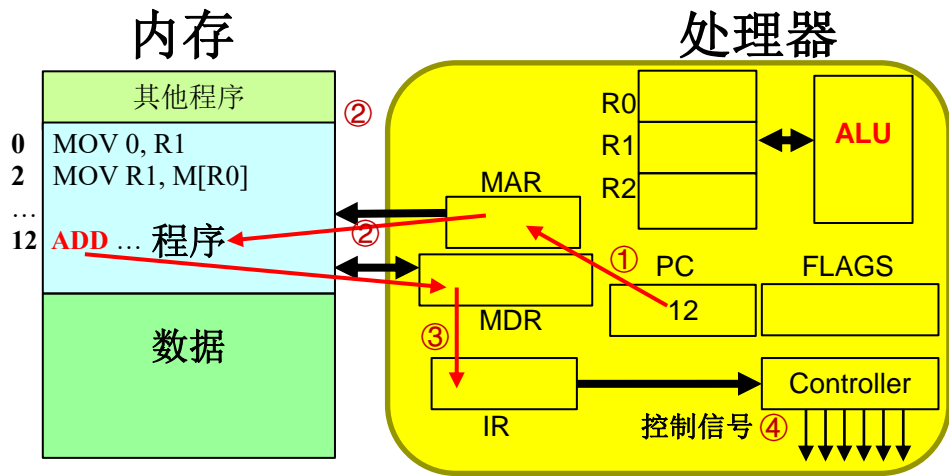 内存
处理器
其他程序
②
0 MOV 0, R1
2 MOV R1, M[R0]
…
12 ADD … 程序
数据
R0
R1
R2
ALU
MAR
②
①
PC
FLAGS
12
MDR
③
IR
Controller
控制信号 ④